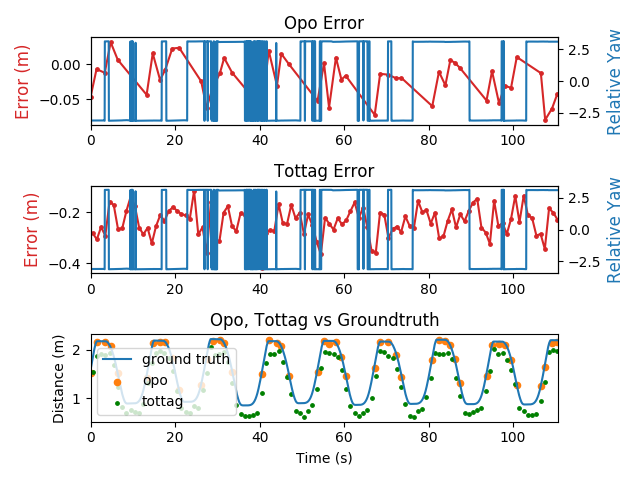 Opo Error
Error (m)
0.00
−0.05
2.5
0.0
−2.5
Relative Yaw
0 20 40 60 80 100
Tottag Error
Error (m)
−0.2
−0.4
2.5
0.0
−2.5
Relative Yaw
0 20 40 60 80 100
Opo, Tottag vs Groundtruth
Distance (m)
2
1
ground truth
opo
tottag
0 20 40 60 80 100
Time (s)